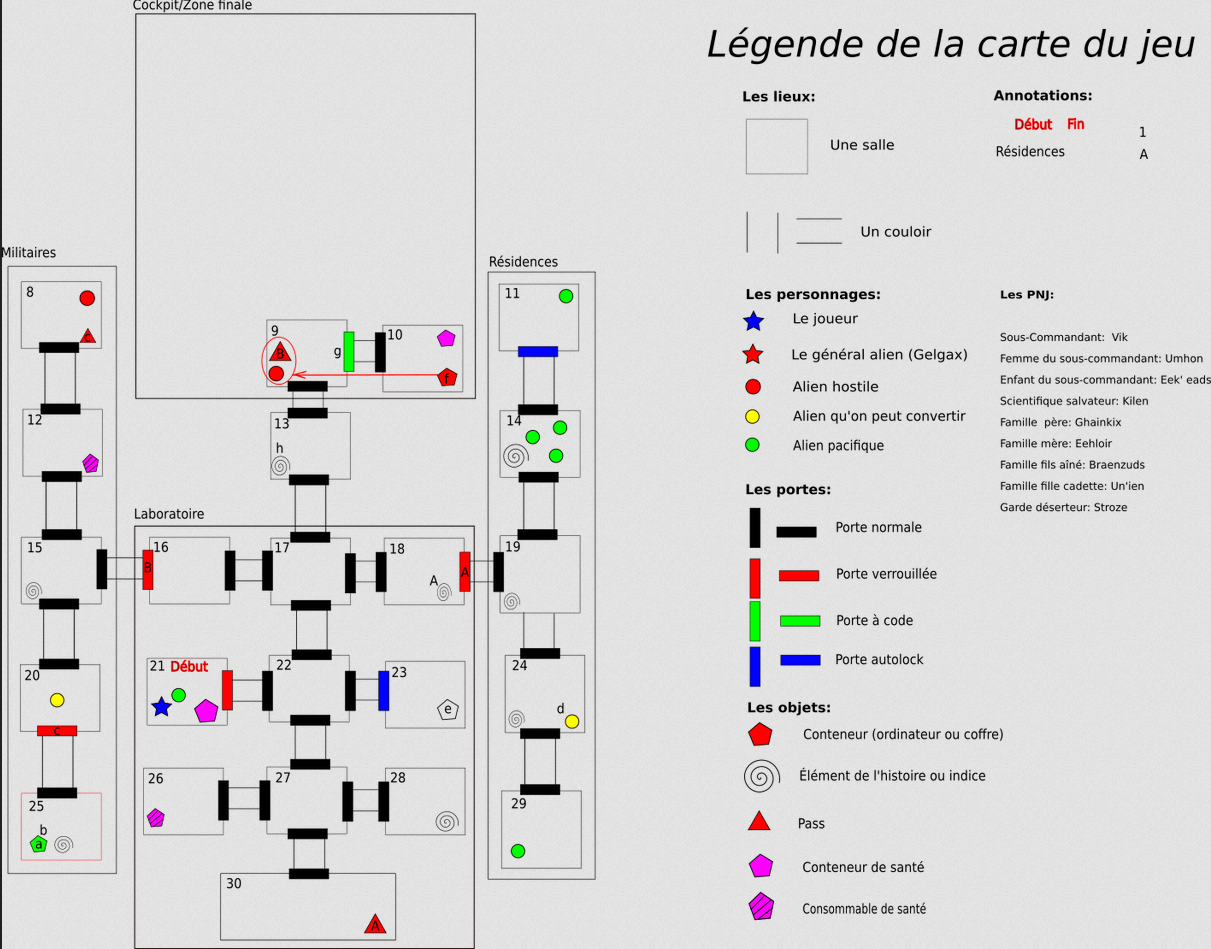 Cockpit/Zone finale
Légende de la carte du jeu
Les lieux:
Annotations:
Début Fin
1
Une salle
Résidences
A
Un couloir
Militaires
Résidences
Les personnages:
Les PNJ:
Le joueur
Sous-Commandant: Vik
Le général alien (Gelgax)
Femme du sous-commandant: Umhon
Alien hostile
Enfant du sous-commandant: Eek' eads
Scientifique salvateur: Kilen
Alien qu'on peut convertir
Famille père: Ghainkix
Alien pacifique
Famille mère: Eehloir
Famille fils aîné: Braenzuds
Famille fille cadette: Un'ien
Garde déserteur: Stroze
Les portes:
Porte normale
Porte verrouillée
Porte à code
Porte autolock
Les objets:
Conteneur (ordinateur ou coffre)
Élément de l'histoire ou indice
Pass
Conteneur de santé
Consommable de santé
8
c
9
B
g
10
f
11
12
13
h
14
Laboratoire
15
B
16
17
18
A
A
19
20
c
21 Début
22
23
e
24
d
25
b
a
26
27
28
29
30
A